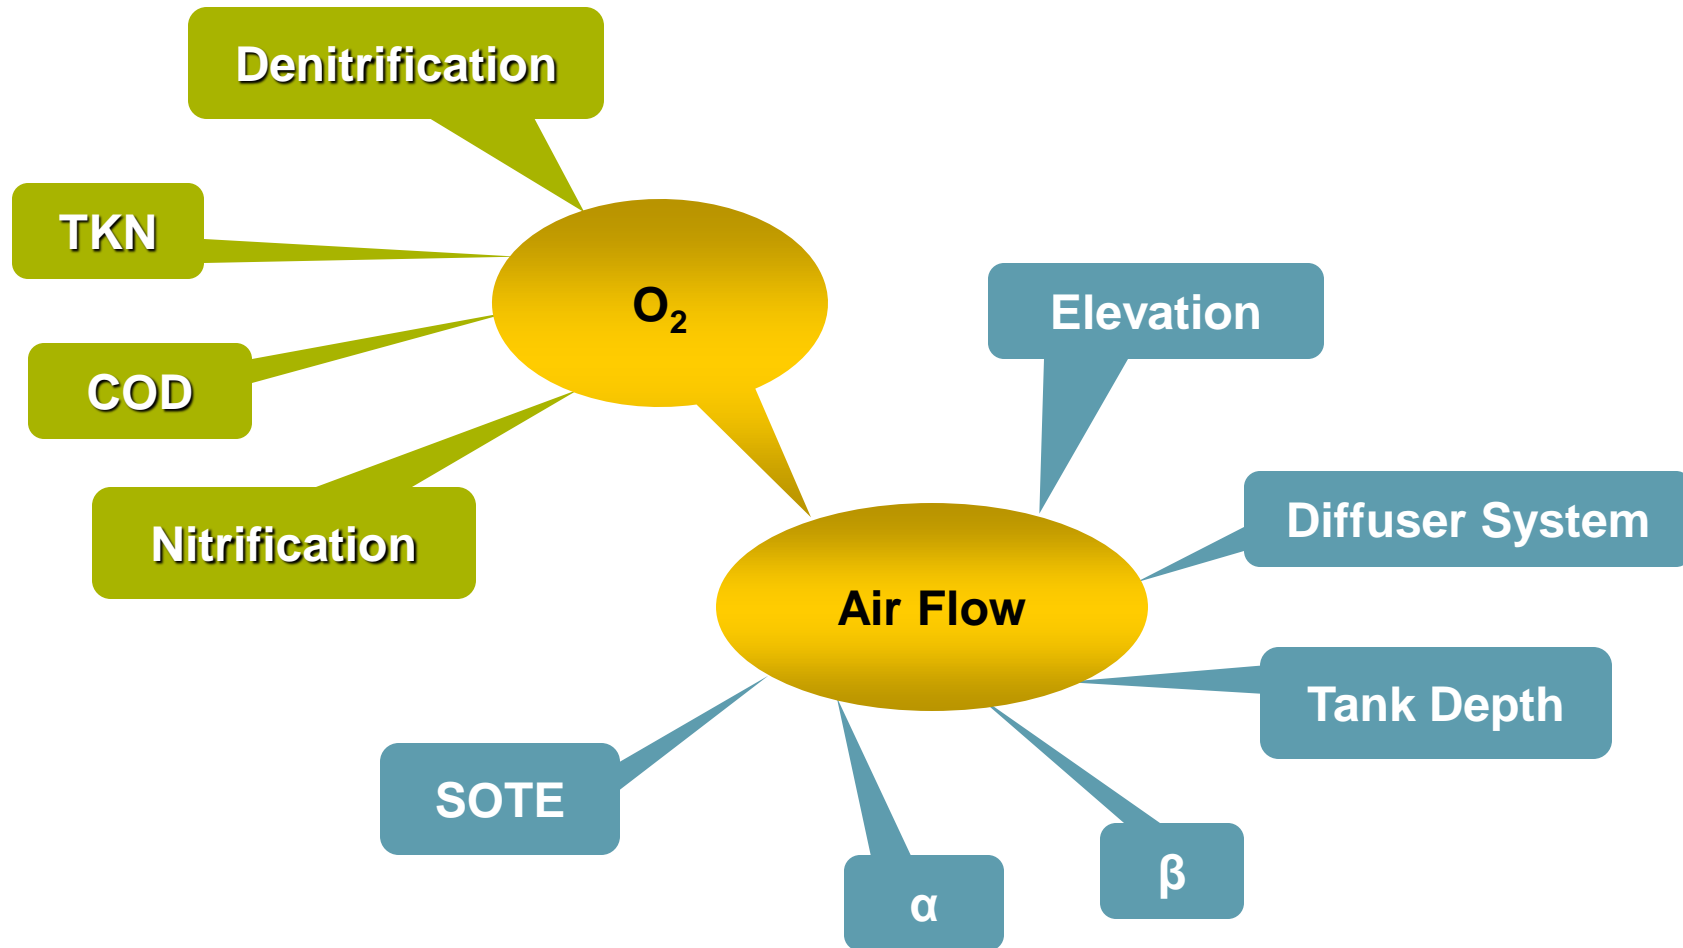 Denitrification
TKN
O₂
Elevation
COD
Diffuser System
Nitrification
Air Flow
Tank Depth
SOTE
β
α